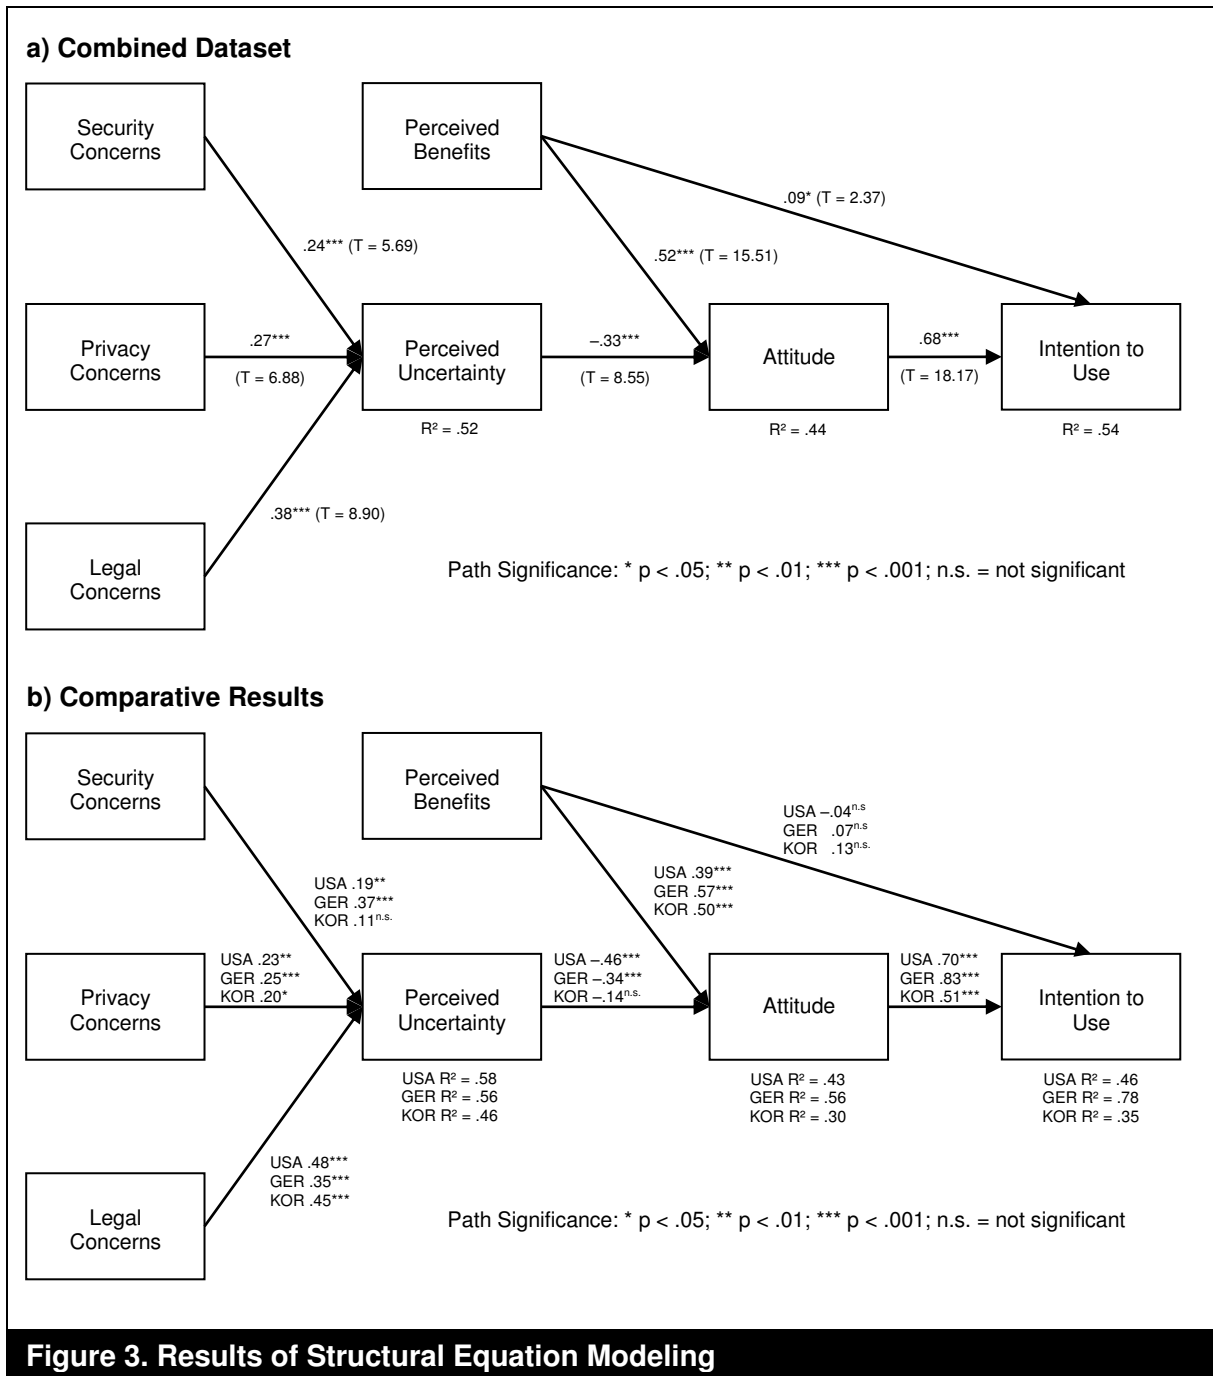 a) Combined Dataset
Security
Concerns
Perceived
Benefits
.09* (T = 2.37)
.24*** (T = 5.69)
.52*** (T = 15.51)
Privacy
Concerns
.27***
(T = 6.88)
Perceived
Uncertainty
R² = .52
–.33***
(T = 8.55)
Attitude
R² = .44
.68***
(T = 18.17)
Intention to
Use
R² = .54
.38*** (T = 8.90)
Legal
Concerns
Path Significance: * p < .05; ** p < .01; *** p < .001; n.s. = not significant
b) Comparative Results
Security
Concerns
Perceived
Benefits
USA –.04n.s
GER .07n.s
KOR .13n.s.
USA .19**
GER .37***
KOR .11n.s.
USA .39***
GER .57***
KOR .50***
Privacy
Concerns
USA .23**
GER .25***
KOR .20*
Perceived
Uncertainty
USA R² = .58
GER R² = .56
KOR R² = .46
USA –.46***
GER –.34***
KOR –.14n.s.
Attitude
USA R² = .43
GER R² = .56
KOR R² = .30
USA .70***
GER .83***
KOR .51***
Intention to
Use
USA R² = .46
GER R² = .78
KOR R² = .35
USA .48***
GER .35***
KOR .45***
Legal
Concerns
Path Significance: * p < .05; ** p < .01; *** p < .001; n.s. = not significant
Figure 3. Results of Structural Equation Modeling